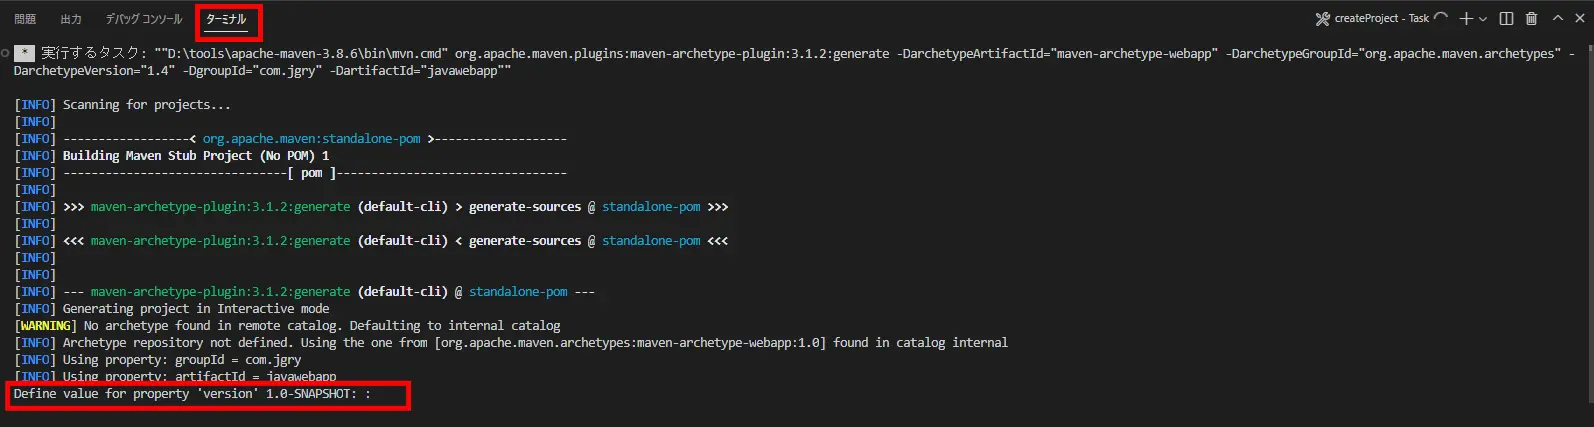 問題 出力 デバッグ コンソール ターミナル createProject - Task
* 実行するタスク: ""D:\tools\apache-maven-3.8.6\bin\mvn.cmd" org.apache.maven.plugins:maven-archetype-plugin:3.1.2:generate -DarchetypeArtifactId="maven-archetype-webapp" -DarchetypeGroupId="org.apache.maven.archetypes" -
DarchetypeVersion="1.4" -DgroupId="com.jgry" -DartifactId="javawebapp""
[INFO] Scanning for projects...
[INFO]
[INFO] ------------------< org.apache.maven:standalone-pom >-------------------
[INFO] Building Maven Stub Project (No POM) 1
[INFO] --------------------------------[ pom ]---------------------------------
[INFO]
[INFO] >>> maven-archetype-plugin:3.1.2:generate (default-cli) > generate-sources @ standalone-pom >>>
[INFO]
[INFO] <<< maven-archetype-plugin:3.1.2:generate (default-cli) < generate-sources @ standalone-pom <<<
[INFO]
[INFO]
[INFO] --- maven-archetype-plugin:3.1.2:generate (default-cli) @ standalone-pom ---
[INFO] Generating project in Interactive mode
[WARNING] No archetype found in remote catalog. Defaulting to internal catalog
[INFO] Archetype repository not defined. Using the one from [org.apache.maven.archetypes:maven-archetype-webapp:1.0] found in catalog internal
[INFO] Using property: groupId = com.jgry
[INFO] Using property: artifactId = javawebapp
Define value for property 'version' 1.0-SNAPSHOT: :